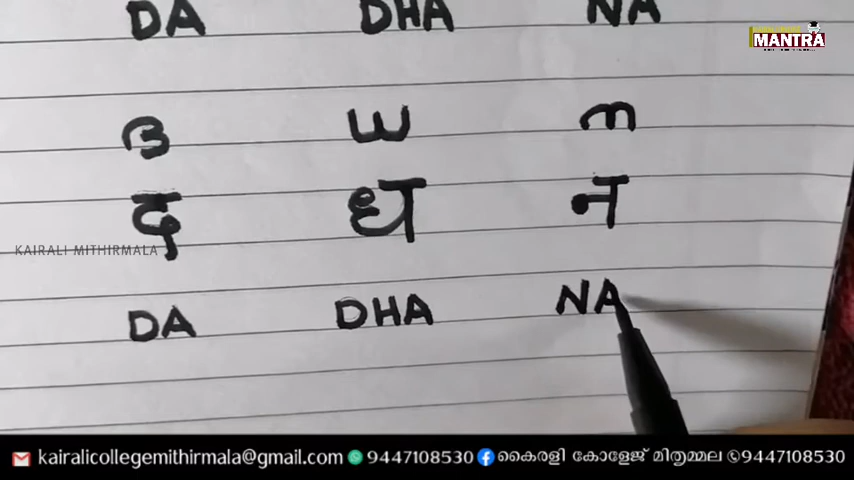 DA DHA NA
MANTRA
ദ ധ ന
द ध न
KAIRALI MITHIRMALA
DA DHA NA
kairalicollegemithirmala@gmail.com 9447108530 കൈരളി കോളേജ് മിതൃമ്മല 9447108530